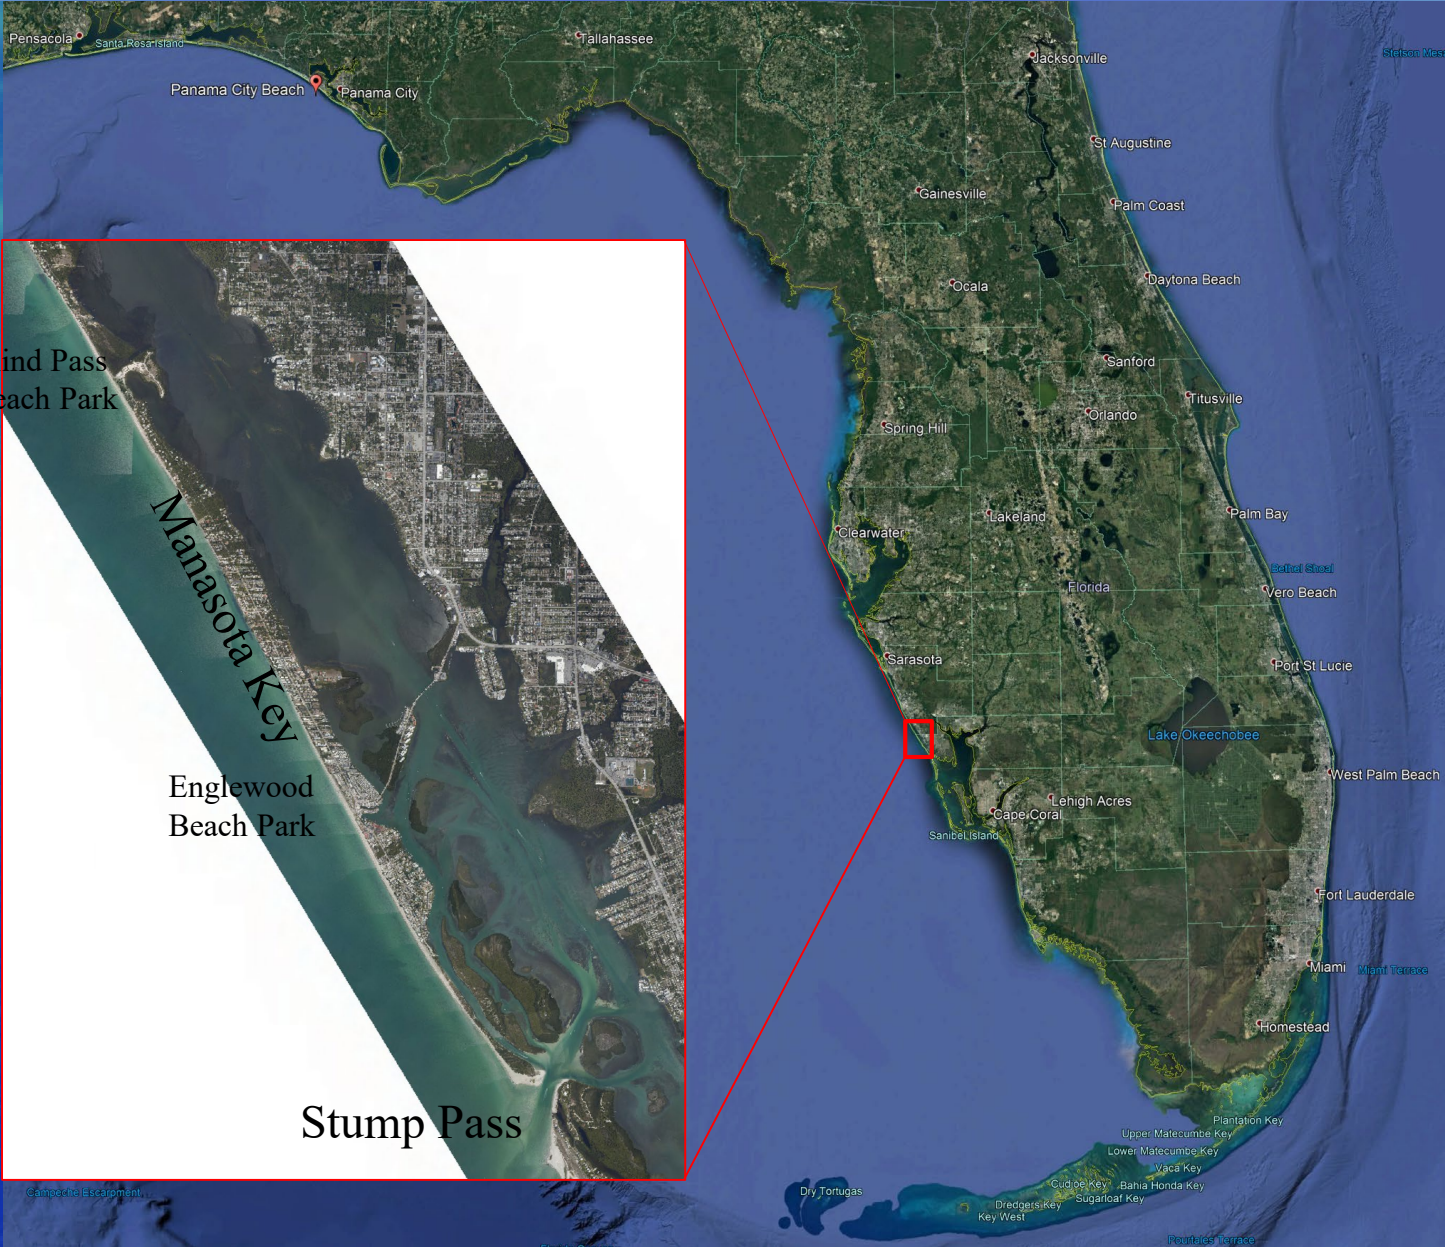 Pensacola
Santa Rosa Island
Tallahassee
Jacksonville
Stetson Mes
Panama City Beach
Panama City
St Augustine
Gainesville
Palm Coast
Daytona Beach
Ocala
ind Pass
each Park
Sanford
Titusville
Orlando
Spring Hill
Manasota Key
Lakeland
Palm Bay
Clearwater
Bethel Shoal
Florida
Vero Beach
Sarasota
Port St Lucie
Lake Okeechobee
West Palm Beach
Englewood
Beach Park
Lehigh Acres
Cape Coral
Sanibel Island
Fort Lauderdale
Miami
Miami Terrace
Homestead
Stump Pass
Plantation Key
Upper Matecumbe Key
Lower Matecumbe Key
Vaca Key
Cudjoe Key
Bahia Honda Key
Campeche Escarpment
Dry Tortugas
Sugarloaf Key
Dredgers Key
Key West
Pourtales Terrace